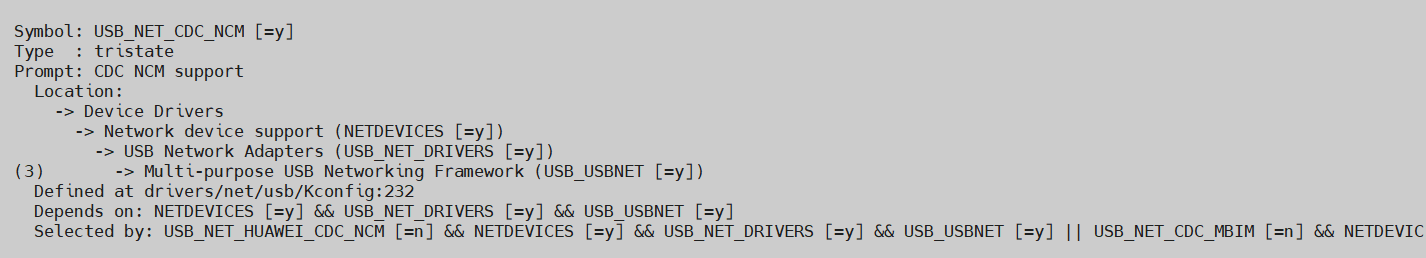 Symbol: USB_NET_CDC_NCM [=y]
Type  : tristate
Prompt: CDC NCM support
  Location:
    -> Device Drivers
      -> Network device support (NETDEVICES [=y])
        -> USB Network Adapters (USB_NET_DRIVERS [=y])
(3)       -> Multi-purpose USB Networking Framework (USB_USBNET [=y])
  Defined at drivers/net/usb/Kconfig:232
  Depends on: NETDEVICES [=y] && USB_NET_DRIVERS [=y] && USB_USBNET [=y]
  Selected by: USB_NET_HUAWEI_CDC_NCM [=n] && NETDEVICES [=y] && USB_NET_DRIVERS [=y] && USB_USBNET [=y] || USB_NET_CDC_MBIM [=n] && NETDEVIC